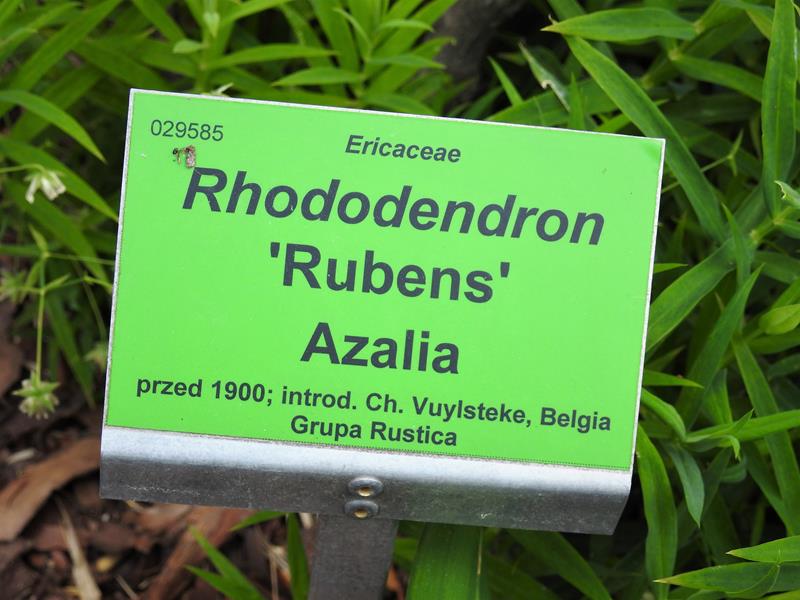 029585
Ericaceae
Rhododendron
'Rubens'
Azalia
przed 1900; introd. Ch. Vuylsteke, Belgia
Grupa Rustica